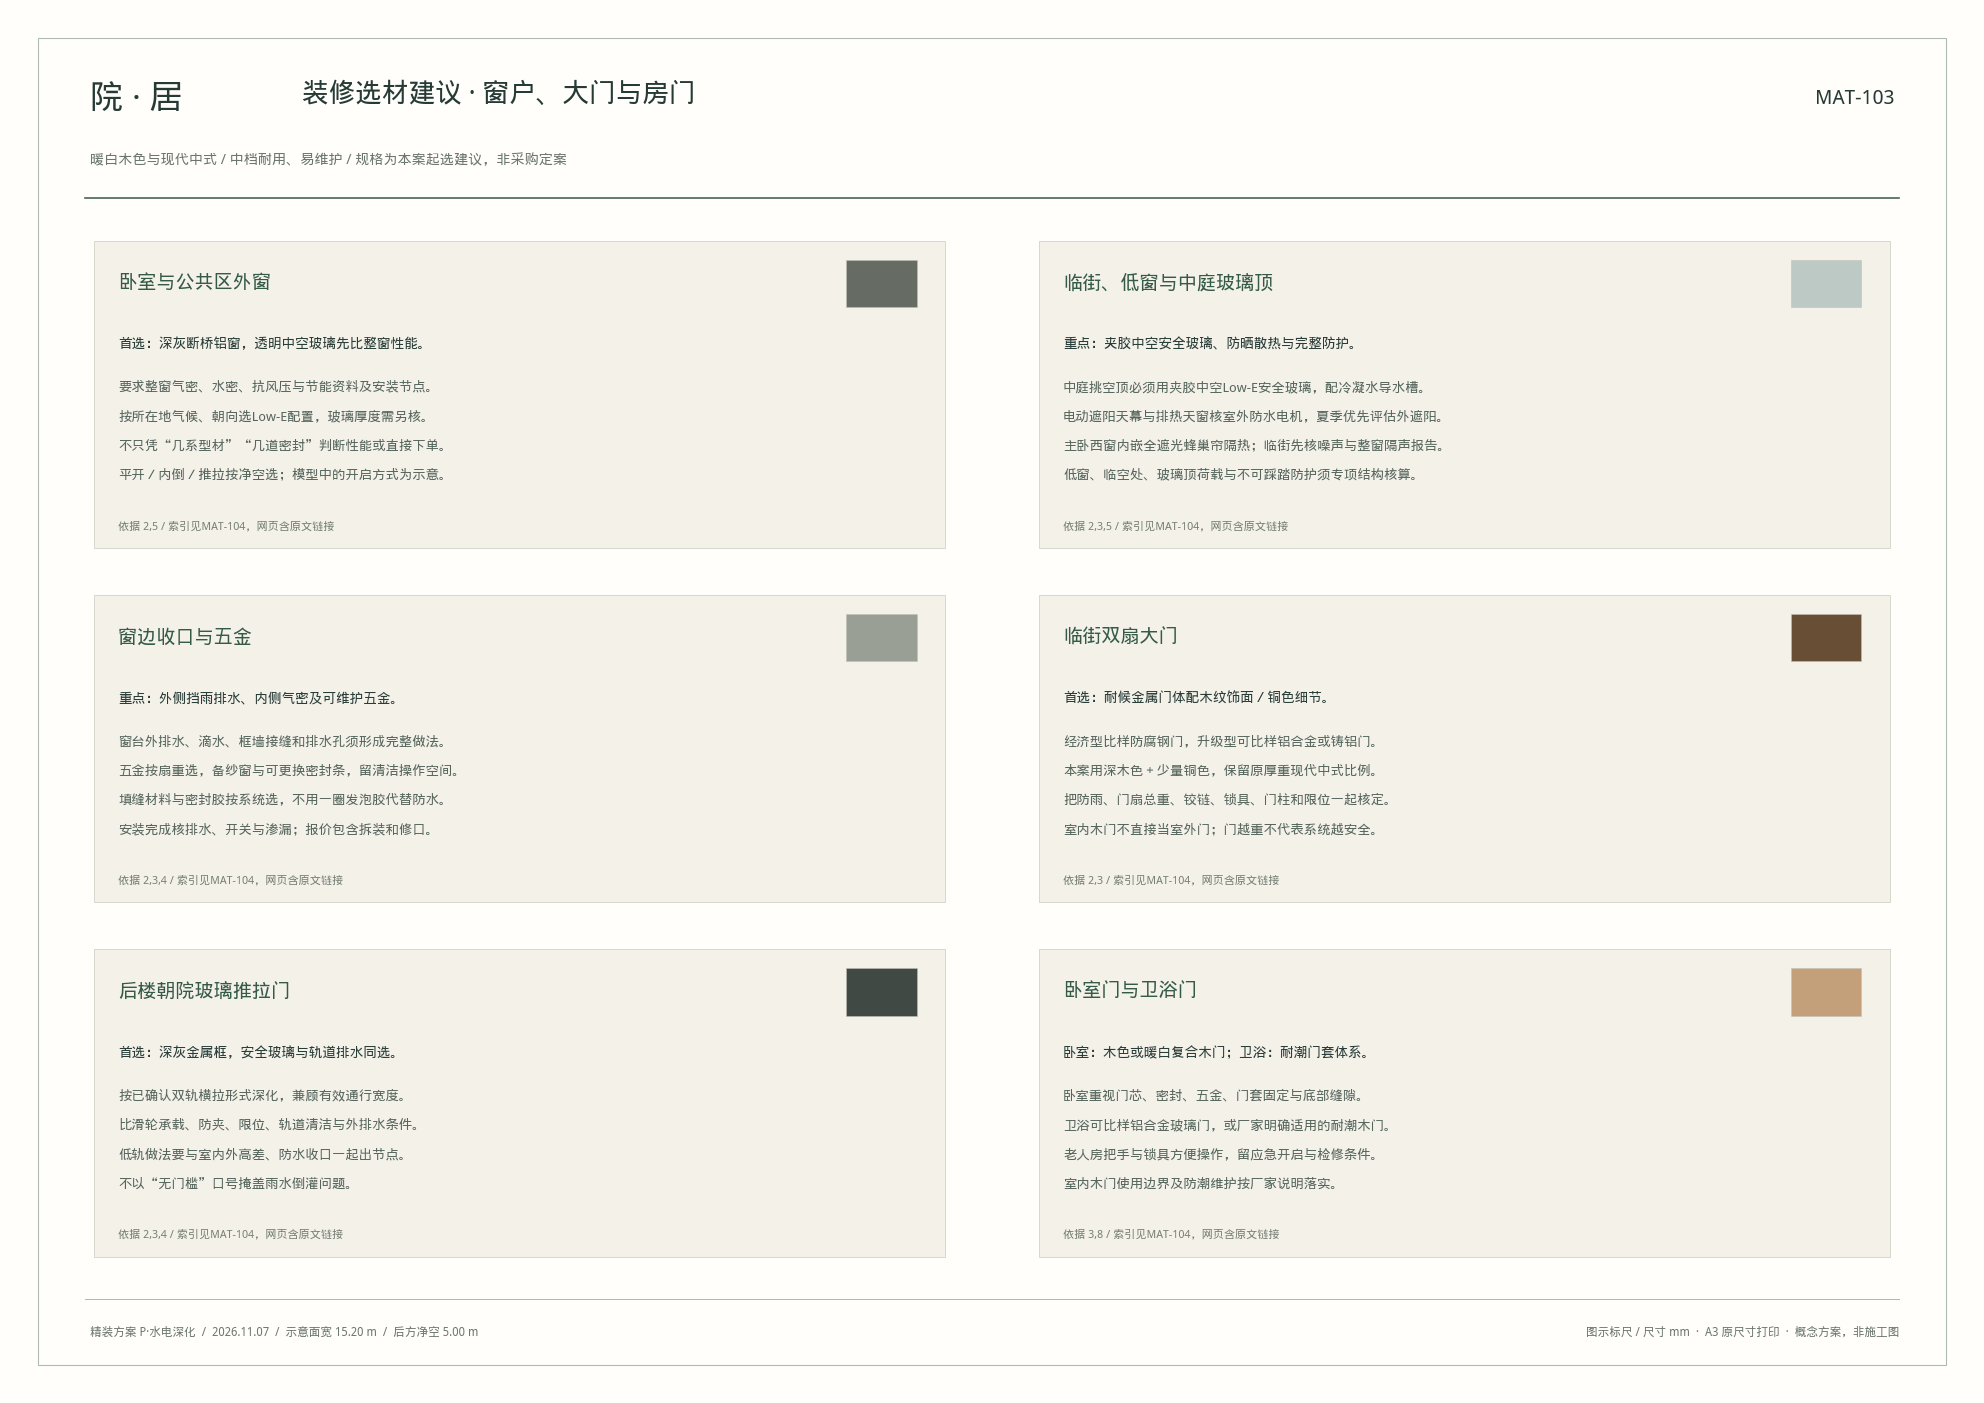 院 · 居
装修选材建议 · 窗户、大门与房门
MAT-103
暖白木色与现代中式 / 中档耐用、易维护 / 规格为本案起选建议，非采购定案
卧室与公共区外窗
首选：深灰断桥铝窗，透明中空玻璃先比整窗性能。
要求整窗气密、水密、抗风压与节能资料及安装节点。
按所在地气候、朝向选Low-E配置，玻璃厚度需另核。
不只凭“几系型材”“几道密封”判断性能或直接下单。
平开 / 内倒 / 推拉按净空选；模型中的开启方式为示意。
依据 2,5 / 索引见MAT-104，网页含原文链接
临街、低窗与中庭玻璃顶
重点：夹胶中空安全玻璃、防晒散热与完整防护。
中庭挑空顶必须用夹胶中空Low-E安全玻璃，配冷凝水导水槽。
电动遮阳天幕与排热天窗核室外防水电机，夏季优先评估外遮阳。
主卧西窗内嵌全遮光蜂巢帘隔热；临街先核噪声与整窗隔声报告。
低窗、临空处、玻璃顶荷载与不可踩踏防护须专项结构核算。
依据 2,3,5 / 索引见MAT-104，网页含原文链接
窗边收口与五金
重点：外侧挡雨排水、内侧气密及可维护五金。
窗台外排水、滴水、框墙接缝和排水孔须形成完整做法。
五金按扇重选，备纱窗与可更换密封条，留清洁操作空间。
填缝材料与密封胶按系统选，不用一圈发泡胶代替防水。
安装完成核排水、开关与渗漏；报价包含拆装和修口。
依据 2,3,4 / 索引见MAT-104，网页含原文链接
临街双扇大门
首选：耐候金属门体配木纹饰面 / 铜色细节。
经济型比样防腐钢门，升级型可比样铝合金或铸铝门。
本案用深木色 + 少量铜色，保留原厚重现代中式比例。
把防雨、门扇总重、铰链、锁具、门柱和限位一起核定。
室内木门不直接当室外门；门越重不代表系统越安全。
依据 2,3 / 索引见MAT-104，网页含原文链接
后楼朝院玻璃推拉门
首选：深灰金属框，安全玻璃与轨道排水同选。
按已确认双轨横拉形式深化，兼顾有效通行宽度。
比滑轮承载、防夹、限位、轨道清洁与外排水条件。
低轨做法要与室内外高差、防水收口一起出节点。
不以“无门槛”口号掩盖雨水倒灌问题。
依据 2,3,4 / 索引见MAT-104，网页含原文链接
卧室门与卫浴门
卧室：木色或暖白复合木门；卫浴：耐潮门套体系。
卧室重视门芯、密封、五金、门套固定与底部缝隙。
卫浴可比样铝合金玻璃门，或厂家明确适用的耐潮木门。
老人房把手与锁具方便操作，留应急开启与检修条件。
室内木门使用边界及防潮维护按厂家说明落实。
依据 3,8 / 索引见MAT-104，网页含原文链接
精装方案 P·水电深化 / 2026.11.07 / 示意面宽 15.20 m / 后方净空 5.00 m
图示标尺 / 尺寸 mm · A3 原尺寸打印 · 概念方案，非施工图